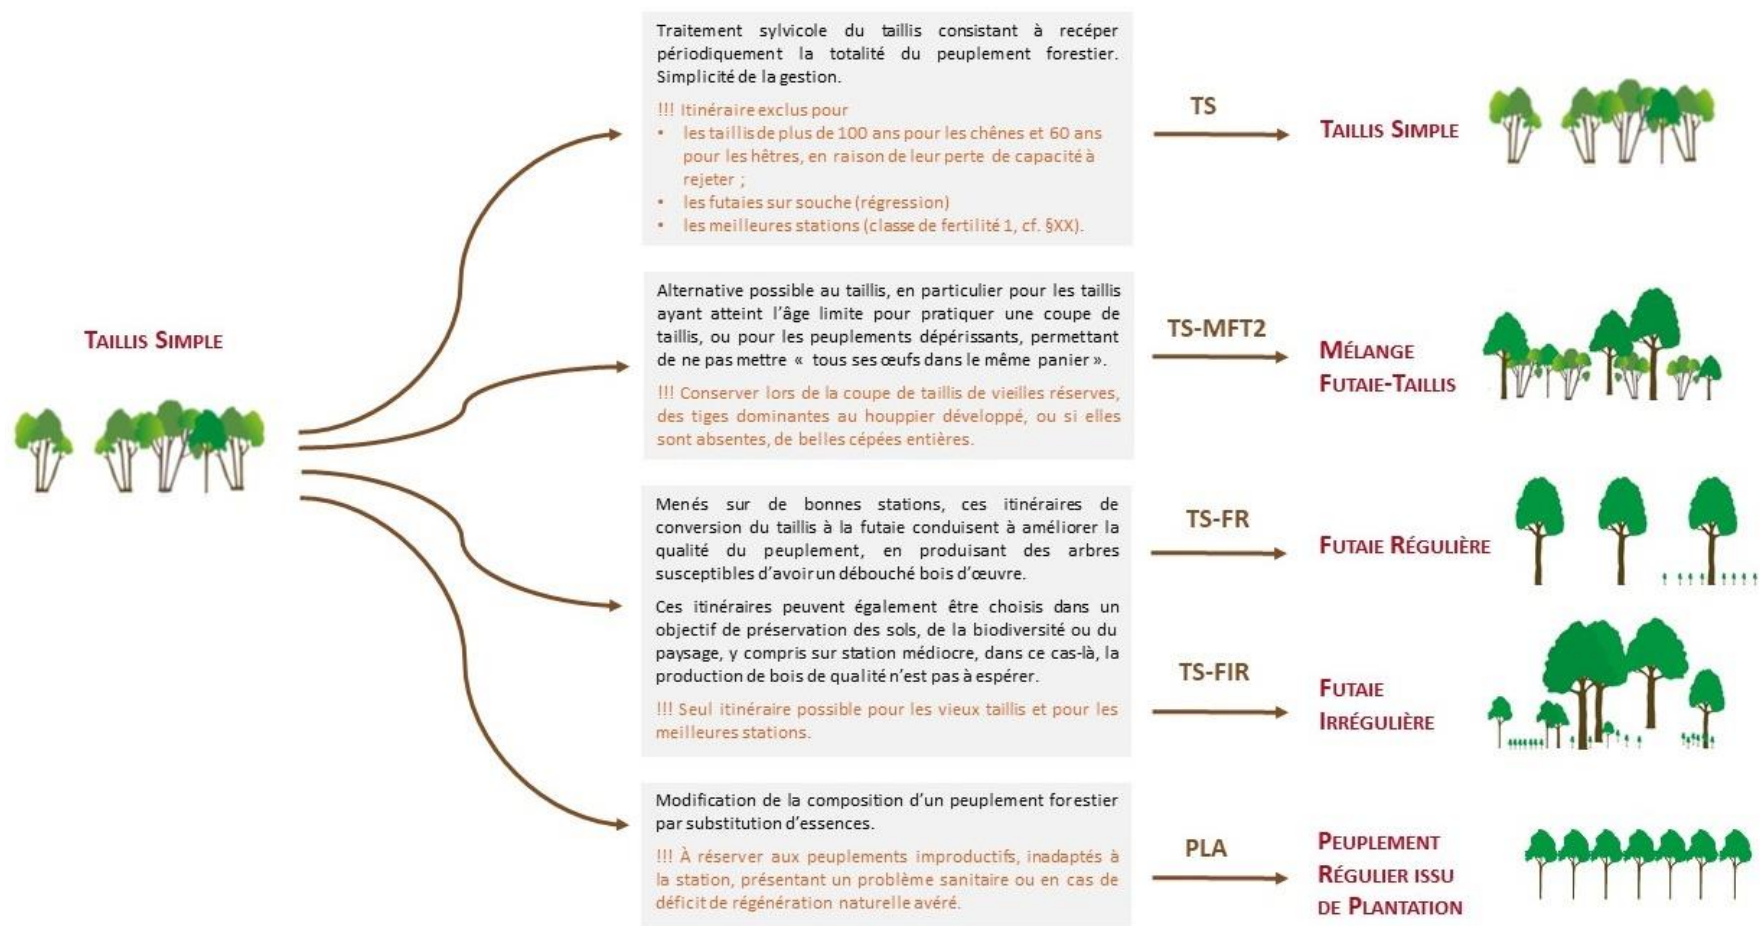 TAILLIS SIMPLE
Traitement sylvicole du taillis consistant à recéper
périodiquement la totalité du peuplement forestier.
Simplicité de la gestion.
!!! Itinéraire exclus pour
• les taillis de plus de 100 ans pour les chênes et 60 ans
pour les hêtres, en raison de leur perte de capacité à
rejeter ;
• les futaies sur souche (régression)
• les meilleures stations (classe de fertilité 1, cf. §XX).
TS
TAILLIS SIMPLE
Alternative possible au taillis, en particulier pour les taillis
ayant atteint l'âge limite pour pratiquer une coupe de
taillis, ou pour les peuplements dépérissants, permettant
de ne pas mettre « tous ses œufs dans le même panier ».
!!! Conserver lors de la coupe de taillis de vieilles réserves,
des tiges dominantes au houppier développé, ou si elles
sont absentes, de belles cépées entières.
TS-MFT2
MÉLANGE
FUTAIE-TAILLIS
Menés sur de bonnes stations, ces itinéraires de
conversion du taillis à la futaie conduisent à améliorer la
qualité du peuplement, en produisant des arbres
susceptibles d'avoir un débouché bois d'œuvre.
Ces itinéraires peuvent également être choisis dans un
objectif de préservation des sols, de la biodiversité ou du
paysage, y compris sur station médiocre, dans ce cas-là, la
production de bois de qualité n'est pas à espérer.
!!! Seul itinéraire possible pour les vieux taillis et pour les
meilleures stations.
TS-FR
FUTAIE RÉGULIÈRE
TS-FIR
FUTAIE
IRRÉGULIÈRE
Modification de la composition d'un peuplement forestier
par substitution d'essences.
!!! À réserver aux peuplements improductifs, inadaptés à
la station, présentant un problème sanitaire ou en cas de
déficit de régénération naturelle avéré.
PLA
PEUPLEMENT
RÉGULIER ISSU
DE PLANTATION